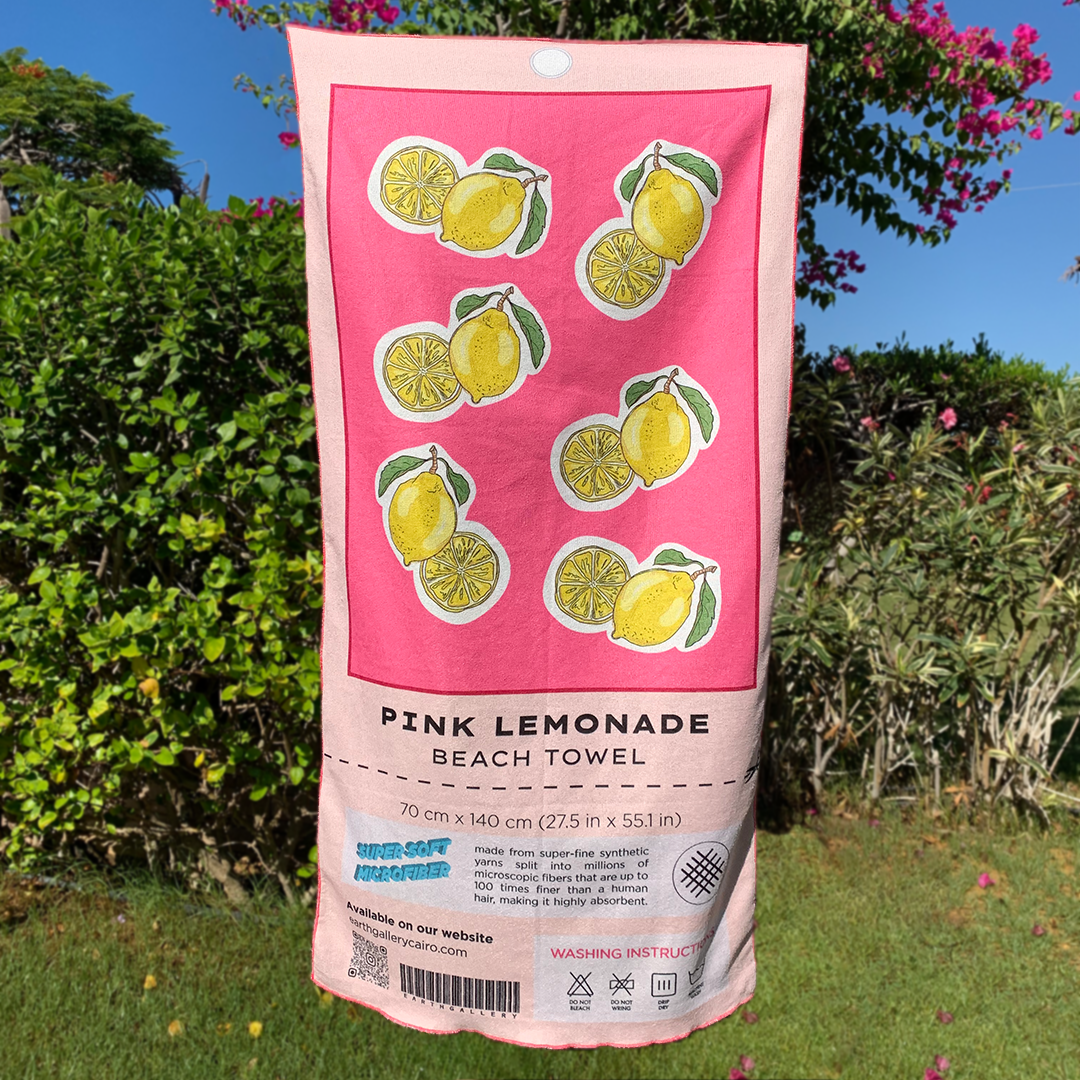 PINK LEMONADE
BEACH TOWEL
70 cm x 140 cm (27.5 in x 55.1 in)
SUPER SOFT
MICROFIBER
made from super-fine synthetic
yarns split into millions of
microscopic fibers that are up to
100 times finer than a human
hair, making it highly absorbent.
Available on our website
earthgallerycairo.com
EARTHGALLERY
WASHING INSTRUCTIONS
DO NOT
BLEACH
DO NOT
WRING
DRIP
DRY